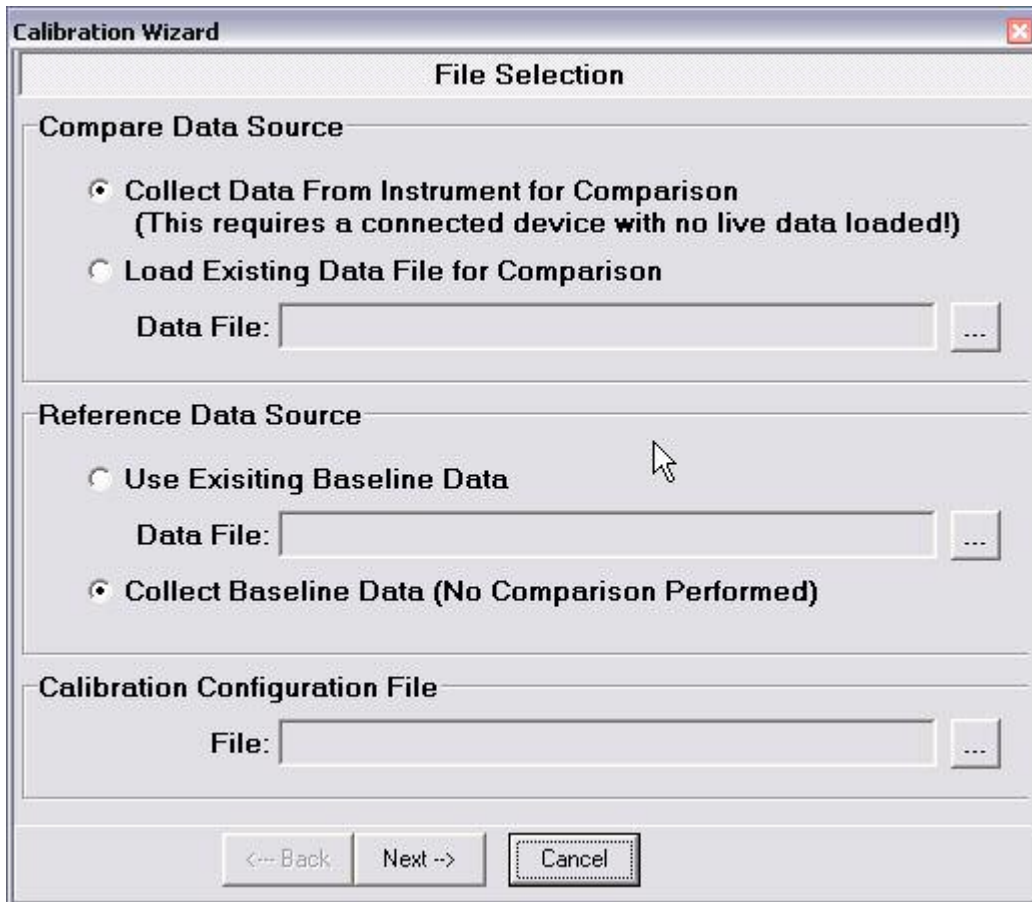 Calibration Wizard
File Selection
Compare Data Source
Collect Data From Instrument for Comparison
(This requires a connected device with no live data loaded!)
Load Existing Data File for Comparison
Data File:
...
Reference Data Source
Use Exisiting Baseline Data
Data File:
...
Collect Baseline Data (No Comparison Performed)
Calibration Configuration File
File:
...
<--- Back
Next -->
Cancel